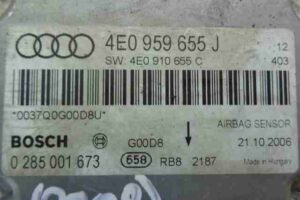 4E0 959 655 J 12
SW: 4E0 910 655 C 403
*0037Q0G00D8U*
AIRBAG SENSOR
BOSCH G00D8 21.10.2006
0 285 001 673 658 RB8 2187 Made in Hungary